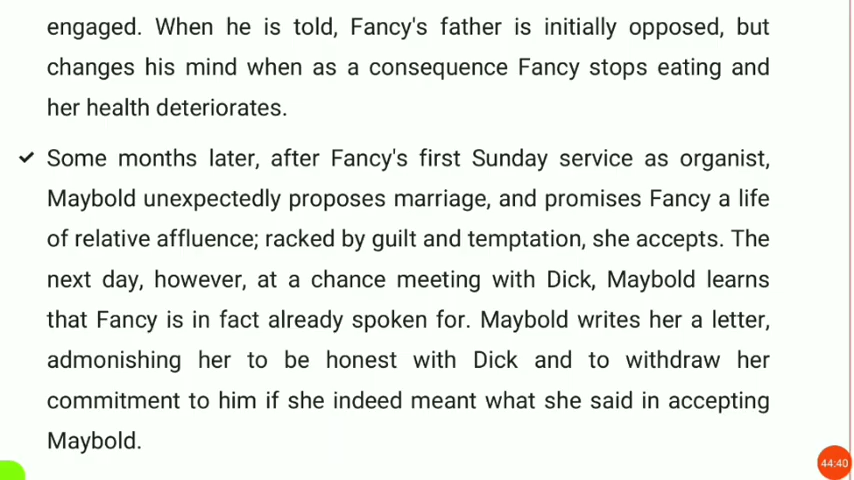 engaged. When he is told, Fancy's father is initially opposed, but
changes his mind when as a consequence Fancy stops eating and
her health deteriorates.
✓ Some months later, after Fancy's first Sunday service as organist,
Maybold unexpectedly proposes marriage, and promises Fancy a life
of relative affluence; racked by guilt and temptation, she accepts. The
next day, however, at a chance meeting with Dick, Maybold learns
that Fancy is in fact already spoken for. Maybold writes her a letter,
admonishing her to be honest with Dick and to withdraw her
commitment to him if she indeed meant what she said in accepting
Maybold.
44:40